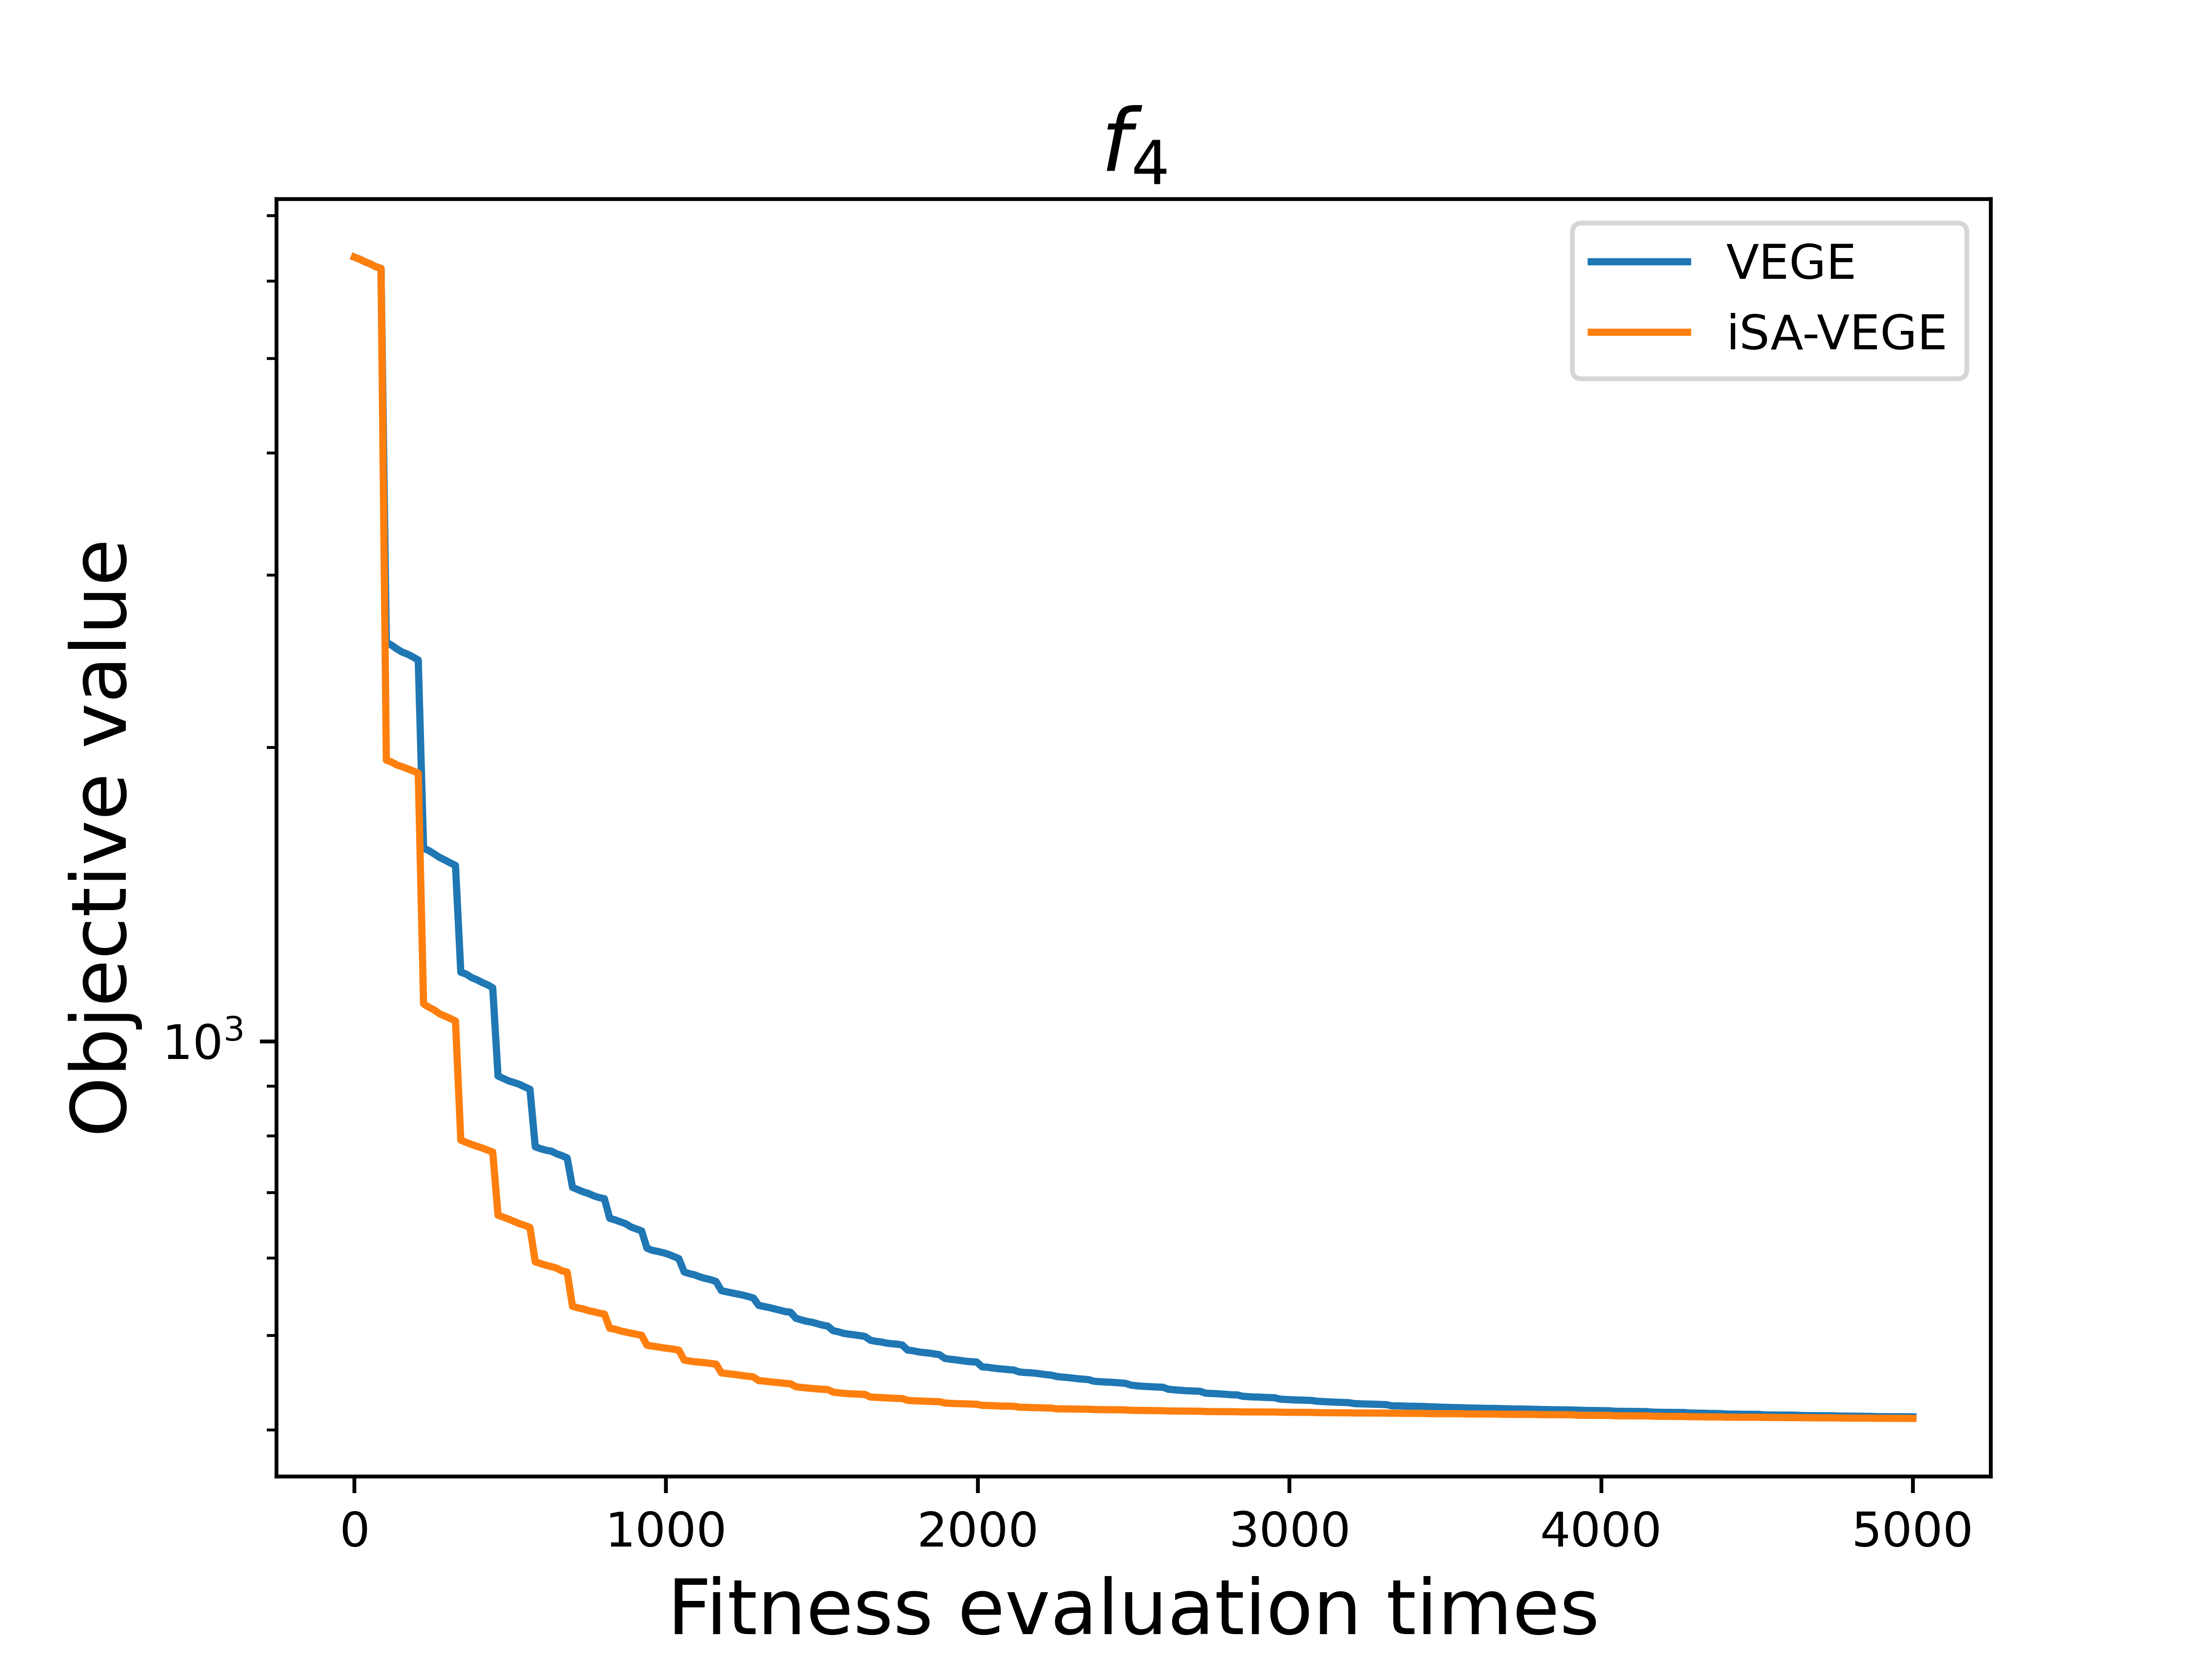 f₄
VEGE
iSA-VEGE
Objective value
10³
0 1000 2000 3000 4000 5000
Fitness evaluation times